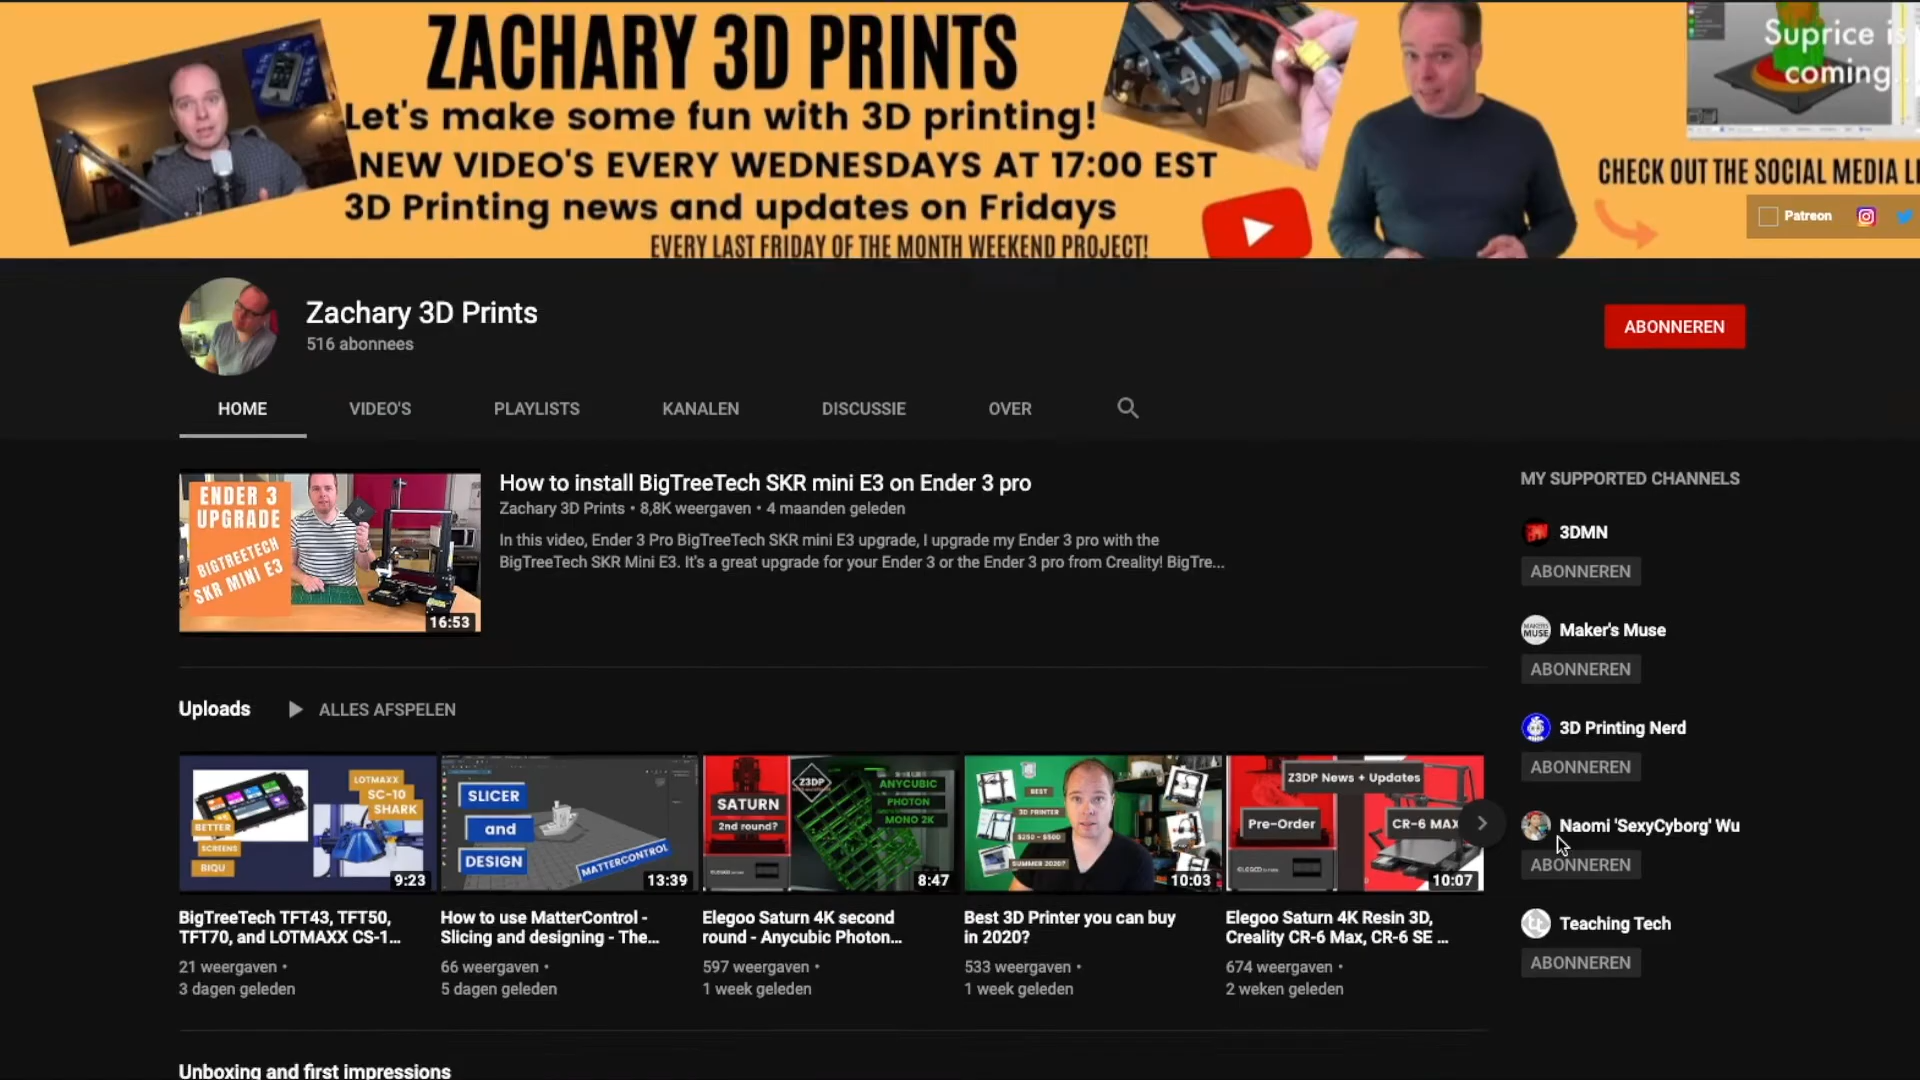 ZACHARY 3D PRINTS
Let's make some fun with 3D printing!
NEW VIDEO'S EVERY WEDNESDAYS AT 17:00 EST
3D Printing news and updates on Fridays
EVERY LAST FRIDAY OF THE MONTH WEEKEND PROJECT!
Suprice is
coming..
CHECK OUT THE SOCIAL MEDIA LI
Patreon
Zachary 3D Prints
516 abonnees
ABONNEREN
HOME VIDEO'S PLAYLISTS KANALEN DISCUSSIE OVER
ENDER 3
UPGRADE
BIGTREETECH
SKR MINI E3
16:53
How to install BigTreeTech SKR mini E3 on Ender 3 pro
Zachary 3D Prints • 8,8K weergaven • 4 maanden geleden
In this video, Ender 3 Pro BigTreeTech SKR mini E3 upgrade, I upgrade my Ender 3 pro with the
BigTreeTech SKR Mini E3. It's a great upgrade for your Ender 3 or the Ender 3 pro from Creality! BigTre...
Uploads ALLES AFSPELEN
LOTMAXX
SC-10
SHARK
BETTER
SCREENS
BIQU
9:23
BigTreeTech TFT43, TFT50,
TFT70, and LOTMAXX CS-1...
21 weergaven •
3 dagen geleden
SLICER
and
DESIGN
MATTERCONTROL
13:39
How to use MatterControl -
Slicing and designing - The...
66 weergaven •
5 dagen geleden
SATURN
2nd round?
Z3DP
ANYCUBIC
PHOTON
MONO 2K
8:47
Elegoo Saturn 4K second
round - Anycubic Photon...
597 weergaven •
1 week geleden
BEST
3D PRINTER
$250 - $500
SUMMER 2020?
10:03
Best 3D Printer you can buy
in 2020?
533 weergaven •
1 week geleden
Z3DP News + Updates
Pre-Order
CR-6 MAX
10:07
Elegoo Saturn 4K Resin 3D,
Creality CR-6 Max, CR-6 SE ...
674 weergaven •
2 weken geleden
Unboxing and first impressions
MY SUPPORTED CHANNELS
3DMN
ABONNEREN
MAKER'S
MUSE
Maker's Muse
ABONNEREN
3D Printing Nerd
ABONNEREN
Naomi 'SexyCyborg' Wu
ABONNEREN
Teaching Tech
ABONNEREN